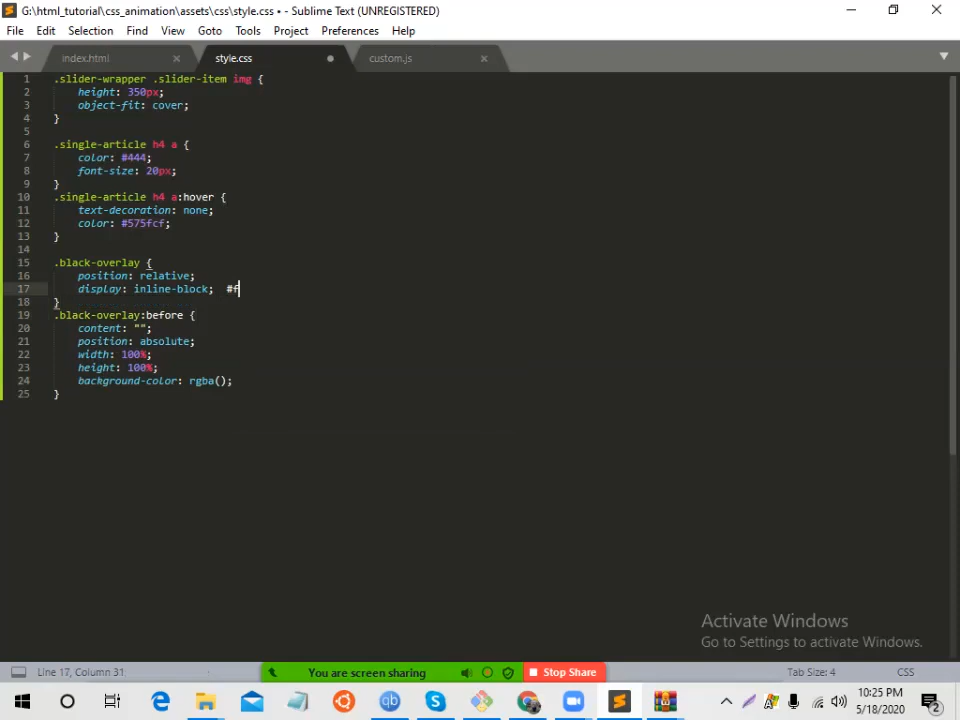 G:\html_tutorial\css_animation\assets\css\style.css • - Sublime Text (UNREGISTERED)
File Edit Selection Find View Goto Tools Project Preferences Help
index.html style.css custom.js
1 .slider-wrapper .slider-item img {
2 height: 350px;
3 object-fit: cover;
4 }
5
6 .single-article h4 a {
7 color: #444;
8 font-size: 20px;
9 }
10 .single-article h4 a:hover {
11 text-decoration: none;
12 color: #575fcf;
13 }
14
15 .black-overlay {
16 position: relative;
17 display: inline-block; #f
18 }
19 .black-overlay:before {
20 content: "";
21 position: absolute;
22 width: 100%;
23 height: 100%;
24 background-color: rgba();
25 }
Activate Windows
Go to Settings to activate Windows.
Line 17, Column 31 You are screen sharing Stop Share Tab Size: 4 CSS
10:25 PM
5/18/2020
2